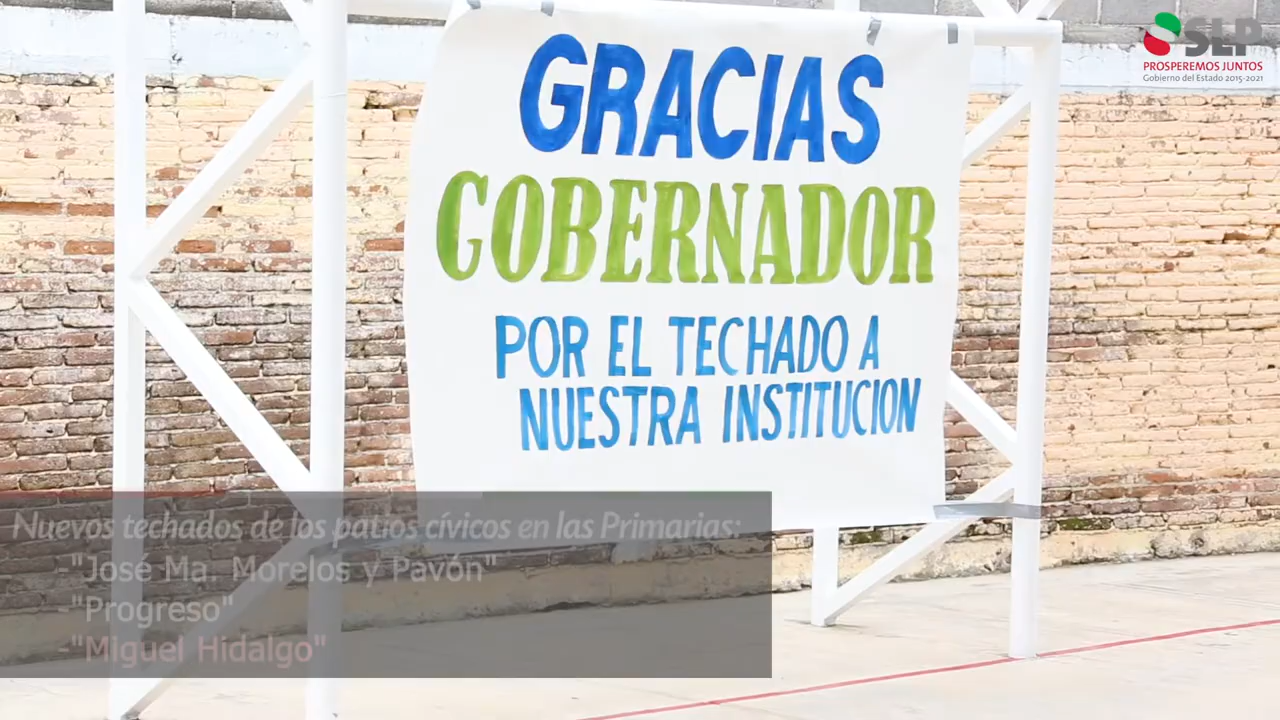 SLP
PROSPEREMOS JUNTOS
Gobierno del Estado 2015-2021
GRACIAS
GOBERNADOR
POR EL TECHADO A
NUESTRA INSTITUCION
Nuevos techados de los patios cívicos en las Primarias:
-"José Ma. Morelos y Pavón"
-"Progreso"
-"Miguel Hidalgo"